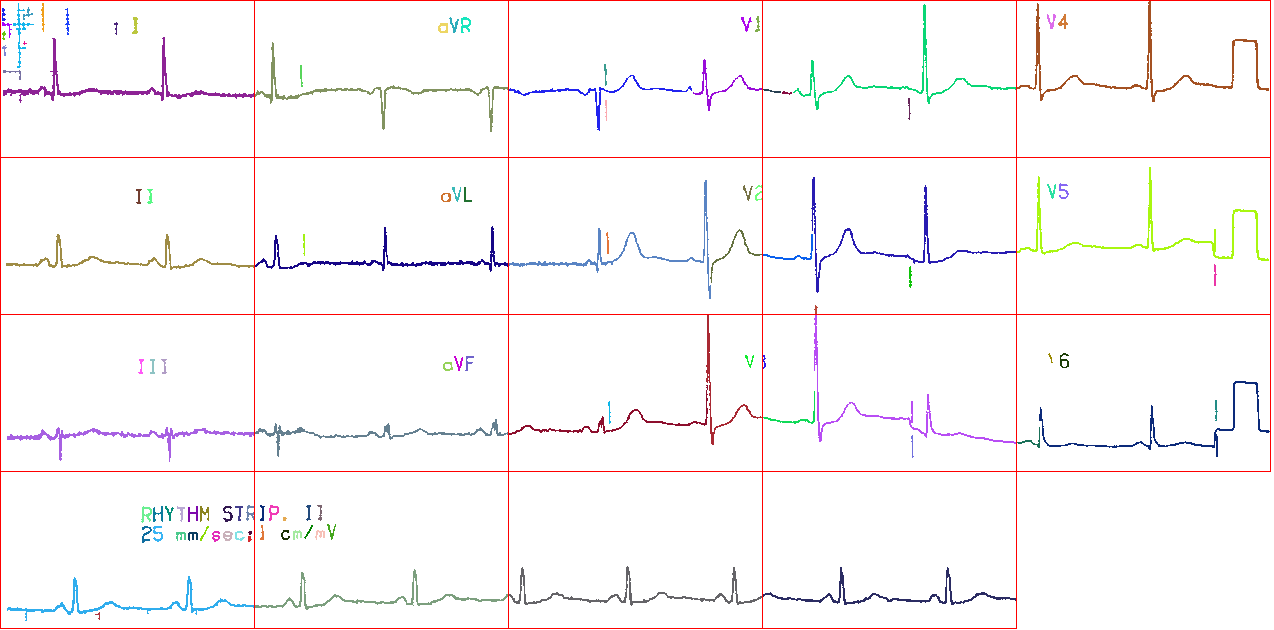 I aVR V1 V4
II aVL V2 V5
III aVF V3 V6
RHYTHM STRIP. II
25 mm/sec;1 cm/mV